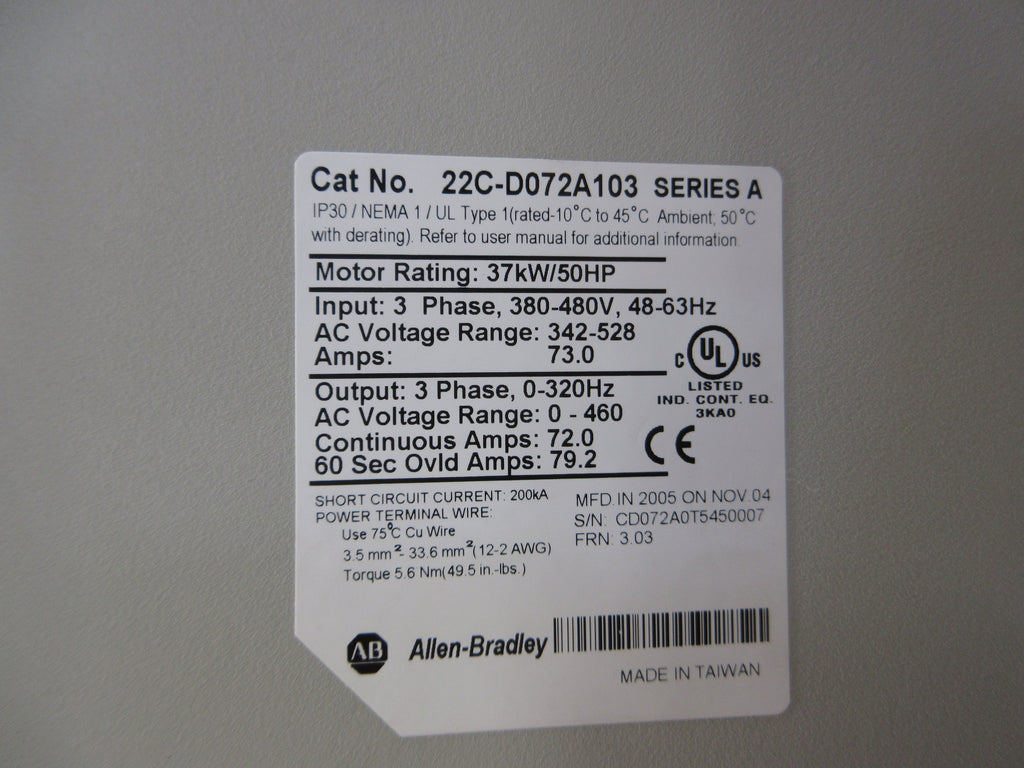 Cat No. 22C-D072A103 SERIES A
IP30 / NEMA 1 / UL Type 1(rated-10°C to 45°C Ambient; 50°C
with derating). Refer to user manual for additional information.
Motor Rating: 37kW/50HP
Input: 3 Phase, 380-480V, 48-63Hz
AC Voltage Range: 342-528
Amps: 73.0
C UL US
LISTED
IND. CONT. EQ.
3KA0
Output: 3 Phase, 0-320Hz
AC Voltage Range: 0 - 460
Continuous Amps: 72.0
60 Sec Ovld Amps: 79.2
CE
SHORT CIRCUIT CURRENT: 200kA
POWER TERMINAL WIRE:
Use 75°C Cu Wire
3.5 mm²- 33.6 mm²(12-2 AWG)
Torque 5.6 Nm(49.5 in.-lbs.)
MFD.IN 2005 ON NOV.04
S/N: CD072A0T5450007
FRN: 3.03
AB Allen-Bradley
MADE IN TAIWAN